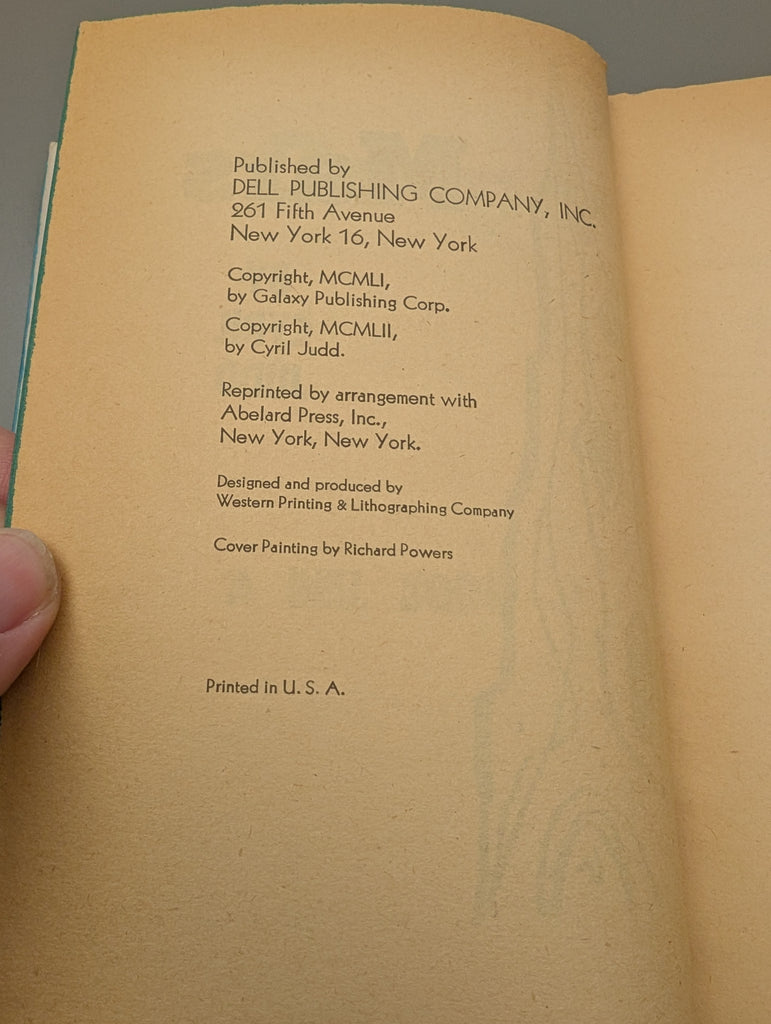 Published by
DELL PUBLISHING COMPANY, INC.
261 Fifth Avenue
New York 16, New York
Copyright, MCMLI,
by Galaxy Publishing Corp.
Copyright, MCMLII,
by Cyril Judd.
Reprinted by arrangement with
Abelard Press, Inc.,
New York, New York.
Designed and produced by
Western Printing & Lithographing Company
Cover Painting by Richard Powers
Printed in U. S. A.